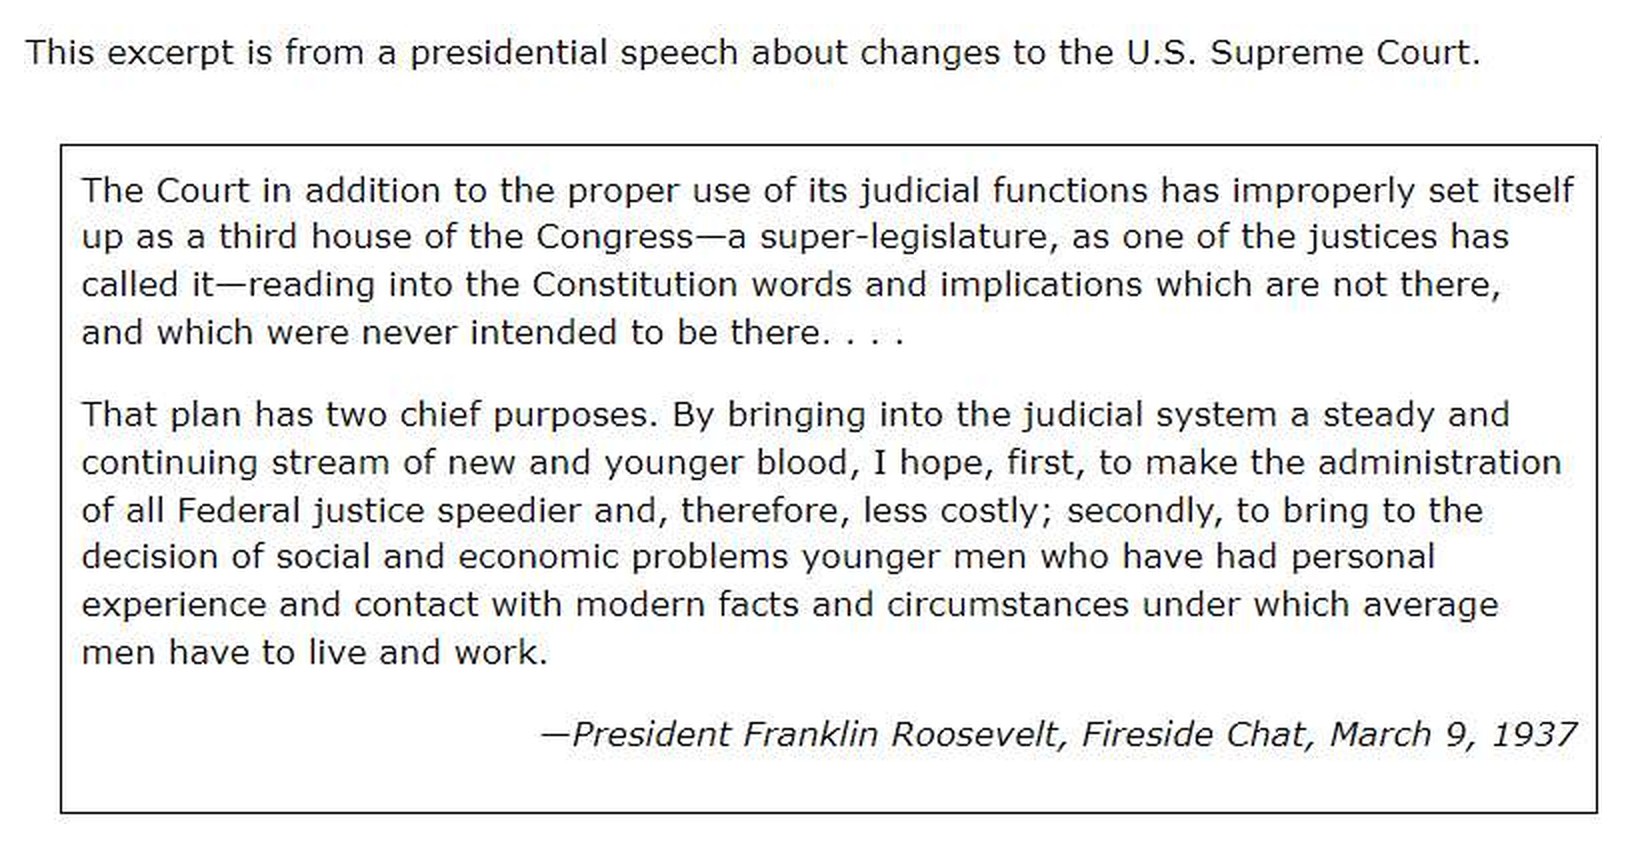 This excerpt is from a presidential speech about changes to the U.S. Supreme Court.
The Court in addition to the proper use of its judicial functions has improperly set itself
up as a third house of the Congress—a super-legislature, as one of the justices has
called it—reading into the Constitution words and implications which are not there,
and which were never intended to be there. . . .
That plan has two chief purposes. By bringing into the judicial system a steady and
continuing stream of new and younger blood, I hope, first, to make the administration
of all Federal justice speedier and, therefore, less costly; secondly, to bring to the
decision of social and economic problems younger men who have had personal
experience and contact with modern facts and circumstances under which average
men have to live and work.
—President Franklin Roosevelt, Fireside Chat, March 9, 1937